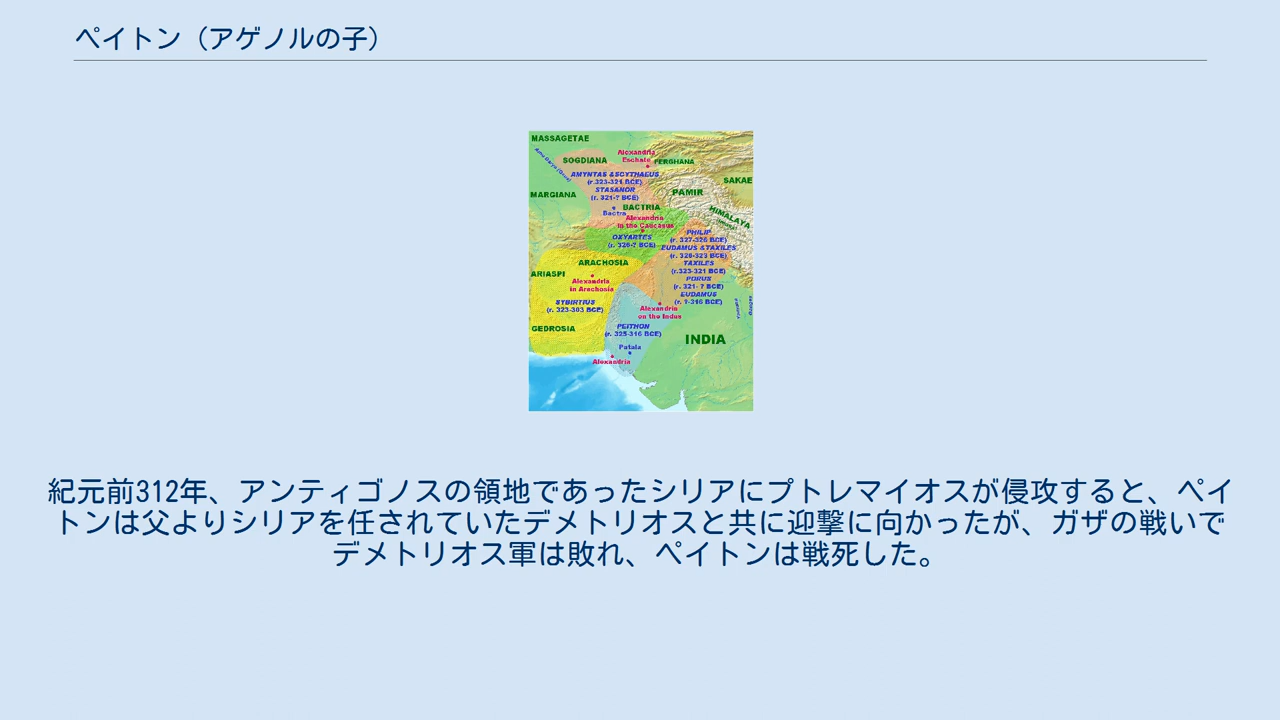 ペイトン（アゲノルの子）
MASSAGETAE
Alexandria
Eschate
FERGHANA
SOGDIANA
Amu Darya (Oxus)
AMYNTAS & SCYTHAEUS
(r. 323-321 BCE)
STASANOR
(r. 321-? BCE)
SAKAE
MARGIANA
PAMIR
BACTRIA
Bactra
Alexandria
in the Caucasus
HIMALAYA
OXYARTES
(r. 326-? BCE)
PHILIP
(r. 327-326 BCE)
EUDAMUS & TAXILES
(r. 326-323 BCE)
TAXILES
(r. 323-321 BCE)
PORUS
(r. 321-? BCE)
EUDAMUS
(r. ?-316 BCE)
ARACHOSIA
ARIASPI
Alexandria
in Arachosia
SYBIRTIUS
(r. 323-303 BCE)
Alexandria
on the Indus
GEDROSIA
PEITHON
(r. 325-316 BCE)
INDIA
Patala
Alexandria
紀元前312年、アンティゴノスの領地であったシリアにプトレマイオスが侵攻すると、ペイ
トンは父よりシリアを任されていたデメトリオスと共に迎撃に向かったが、ガザの戦いで
デメトリオス軍は敗れ、ペイトンは戦死した。